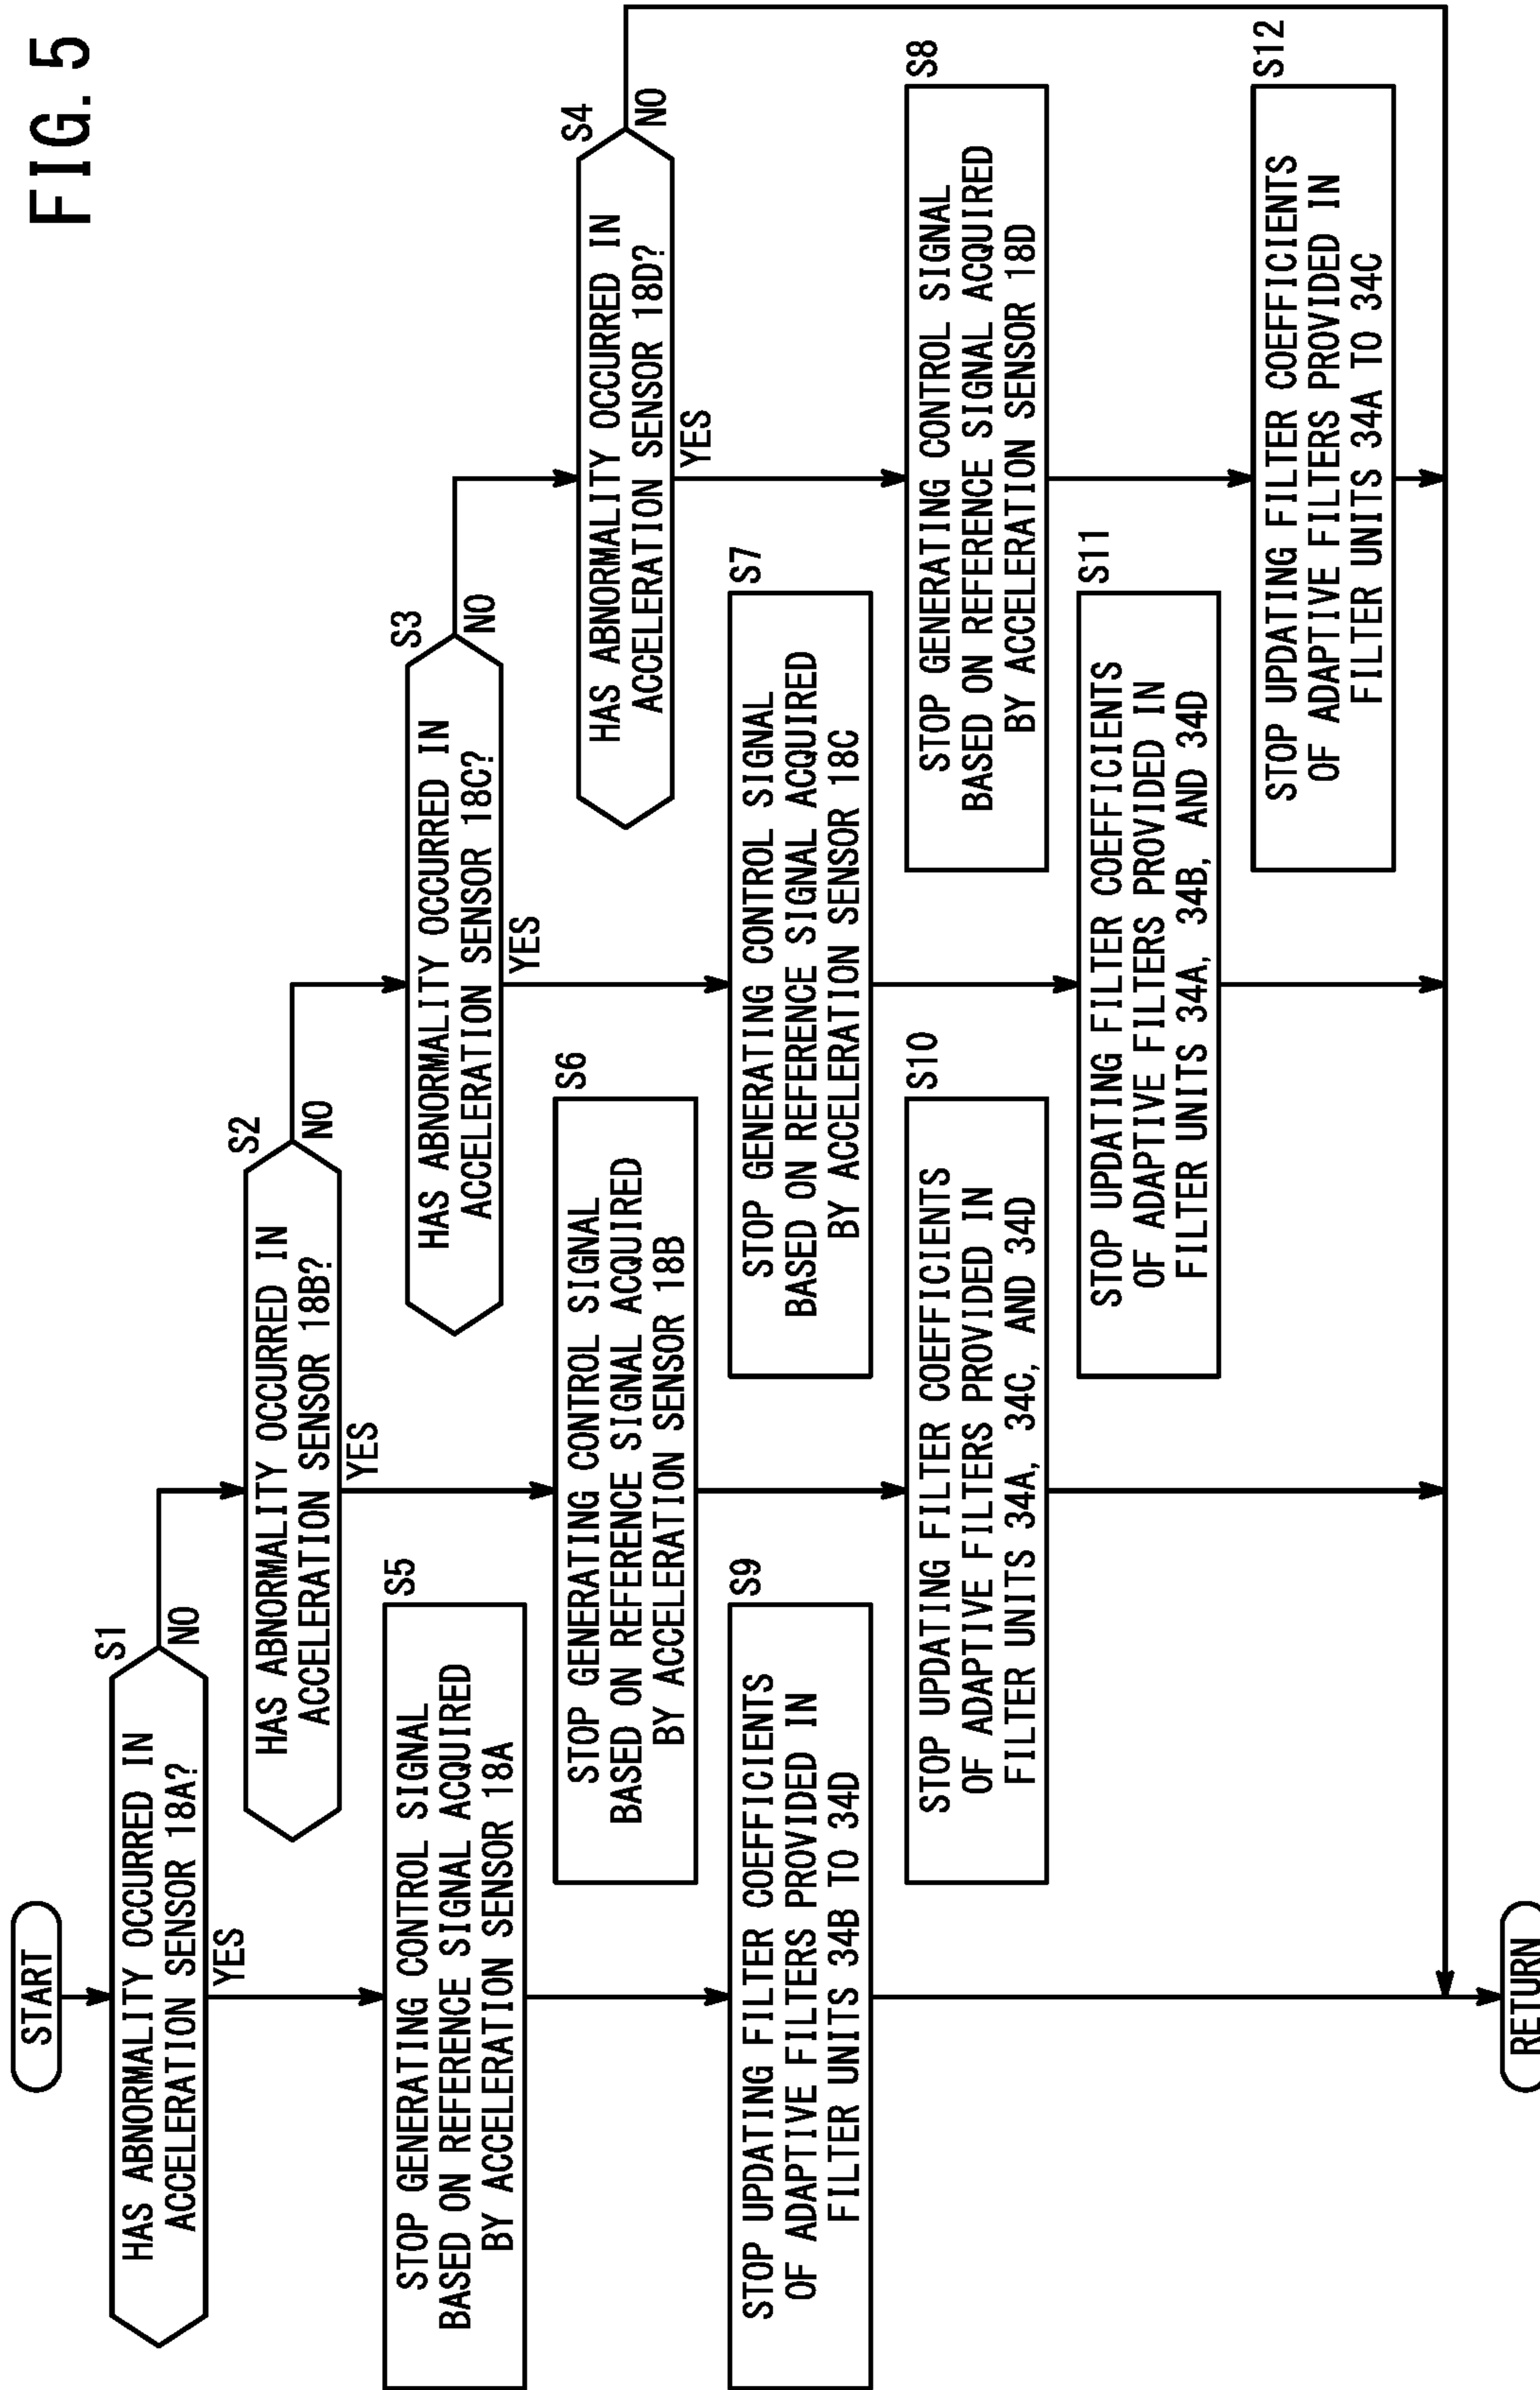 FIG. 5
START
S1
HAS ABNORMALITY OCCURRED IN
ACCELERATION SENSOR 18A?
NO
YES
S2
HAS ABNORMALITY OCCURRED IN
ACCELERATION SENSOR 18B?
NO
YES
S3
HAS ABNORMALITY OCCURRED IN
ACCELERATION SENSOR 18C?
NO
YES
S4
HAS ABNORMALITY OCCURRED IN
ACCELERATION SENSOR 18D?
NO
YES
S5
STOP GENERATING CONTROL SIGNAL
BASED ON REFERENCE SIGNAL ACQUIRED
BY ACCELERATION SENSOR 18A
S6
STOP GENERATING CONTROL SIGNAL
BASED ON REFERENCE SIGNAL ACQUIRED
BY ACCELERATION SENSOR 18B
S7
STOP GENERATING CONTROL SIGNAL
BASED ON REFERENCE SIGNAL ACQUIRED
BY ACCELERATION SENSOR 18C
S8
STOP GENERATING CONTROL SIGNAL
BASED ON REFERENCE SIGNAL ACQUIRED
BY ACCELERATION SENSOR 18D
S9
STOP UPDATING FILTER COEFFICIENTS
OF ADAPTIVE FILTERS PROVIDED IN
FILTER UNITS 34B TO 34D
S10
STOP UPDATING FILTER COEFFICIENTS
OF ADAPTIVE FILTERS PROVIDED IN
FILTER UNITS 34A, 34C, AND 34D
S11
STOP UPDATING FILTER COEFFICIENTS
OF ADAPTIVE FILTERS PROVIDED IN
FILTER UNITS 34A, 34B, AND 34D
S12
STOP UPDATING FILTER COEFFICIENTS
OF ADAPTIVE FILTERS PROVIDED IN
FILTER UNITS 34A TO 34C
RETURN